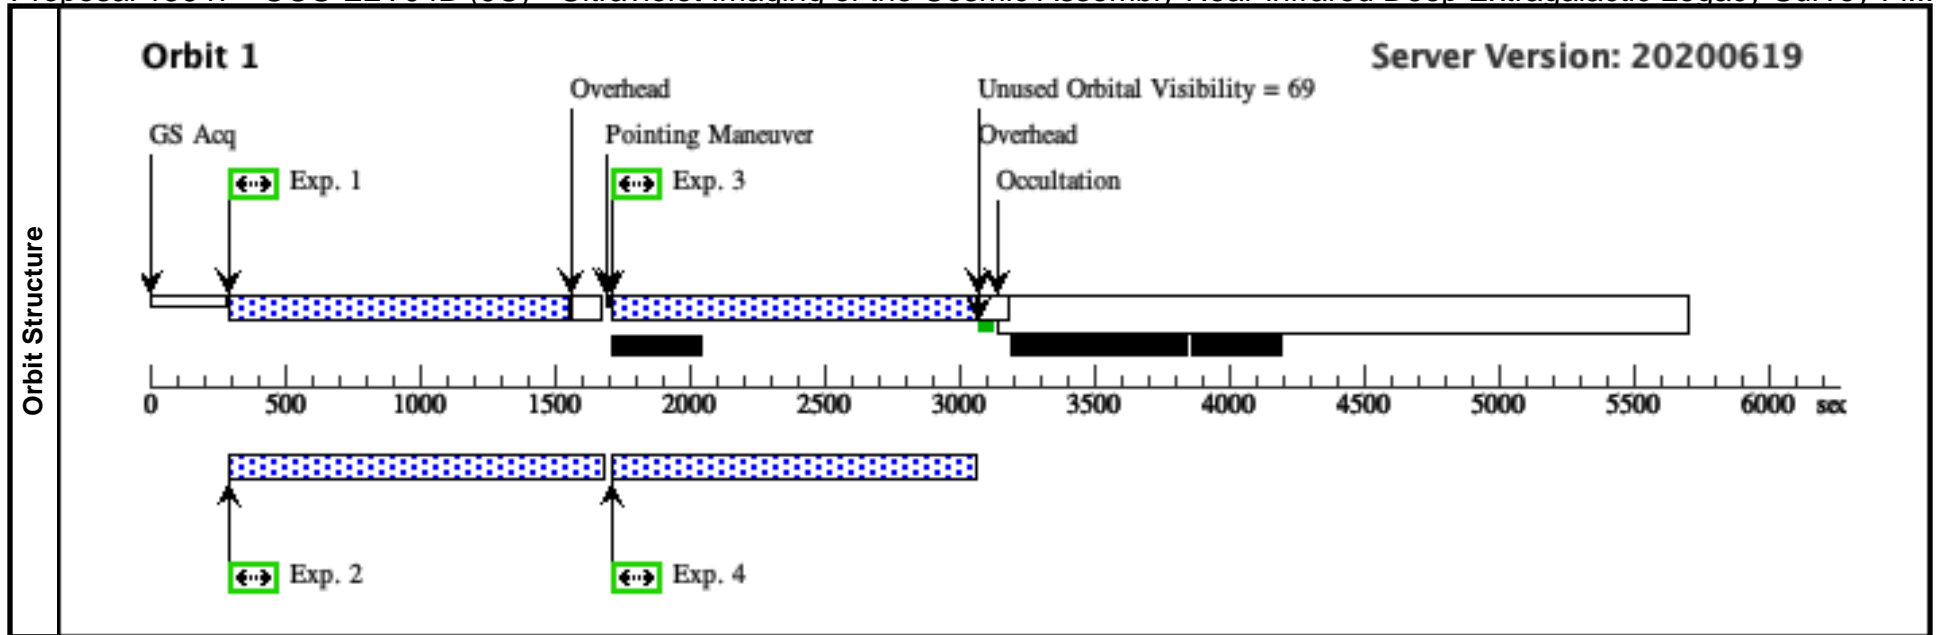 Orbit 1
Server Version: 20200619
Overhead
Unused Orbital Visibility = 69
GS Acq
Pointing Maneuver
Overhead
Exp. 1
Exp. 3
Occultation
Orbit Structure
0 500 1000 1500 2000 2500 3000 3500 4000 4500 5000 5500 6000 sec
Exp. 2
Exp. 4